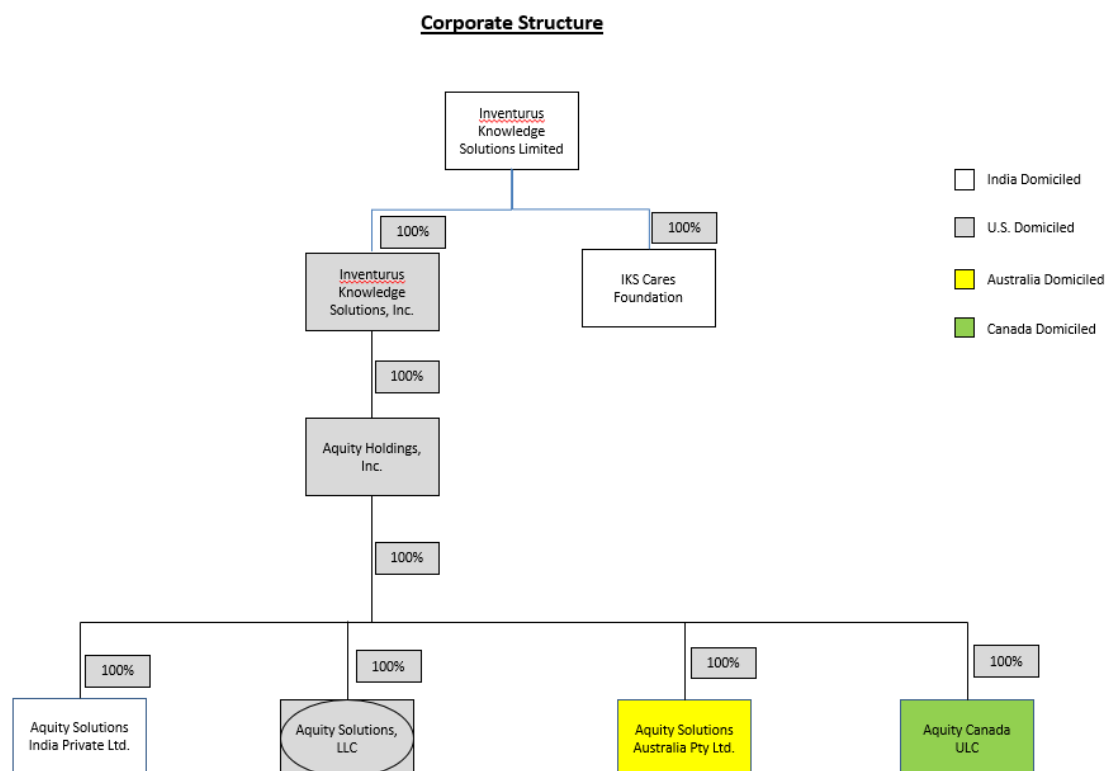 Corporate Structure
Inventurus
Knowledge
Solutions Limited
India Domiciled
U.S. Domiciled
Australia Domiciled
Canada Domiciled
100%
100%
Inventurus
Knowledge
Solutions, Inc.
IKS Cares
Foundation
100%
Aquity Holdings,
Inc.
100%
100%
100%
100%
100%
Aquity Solutions
India Private Ltd.
Aquity Solutions,
LLC
Aquity Solutions
Australia Pty Ltd.
Aquity Canada
ULC